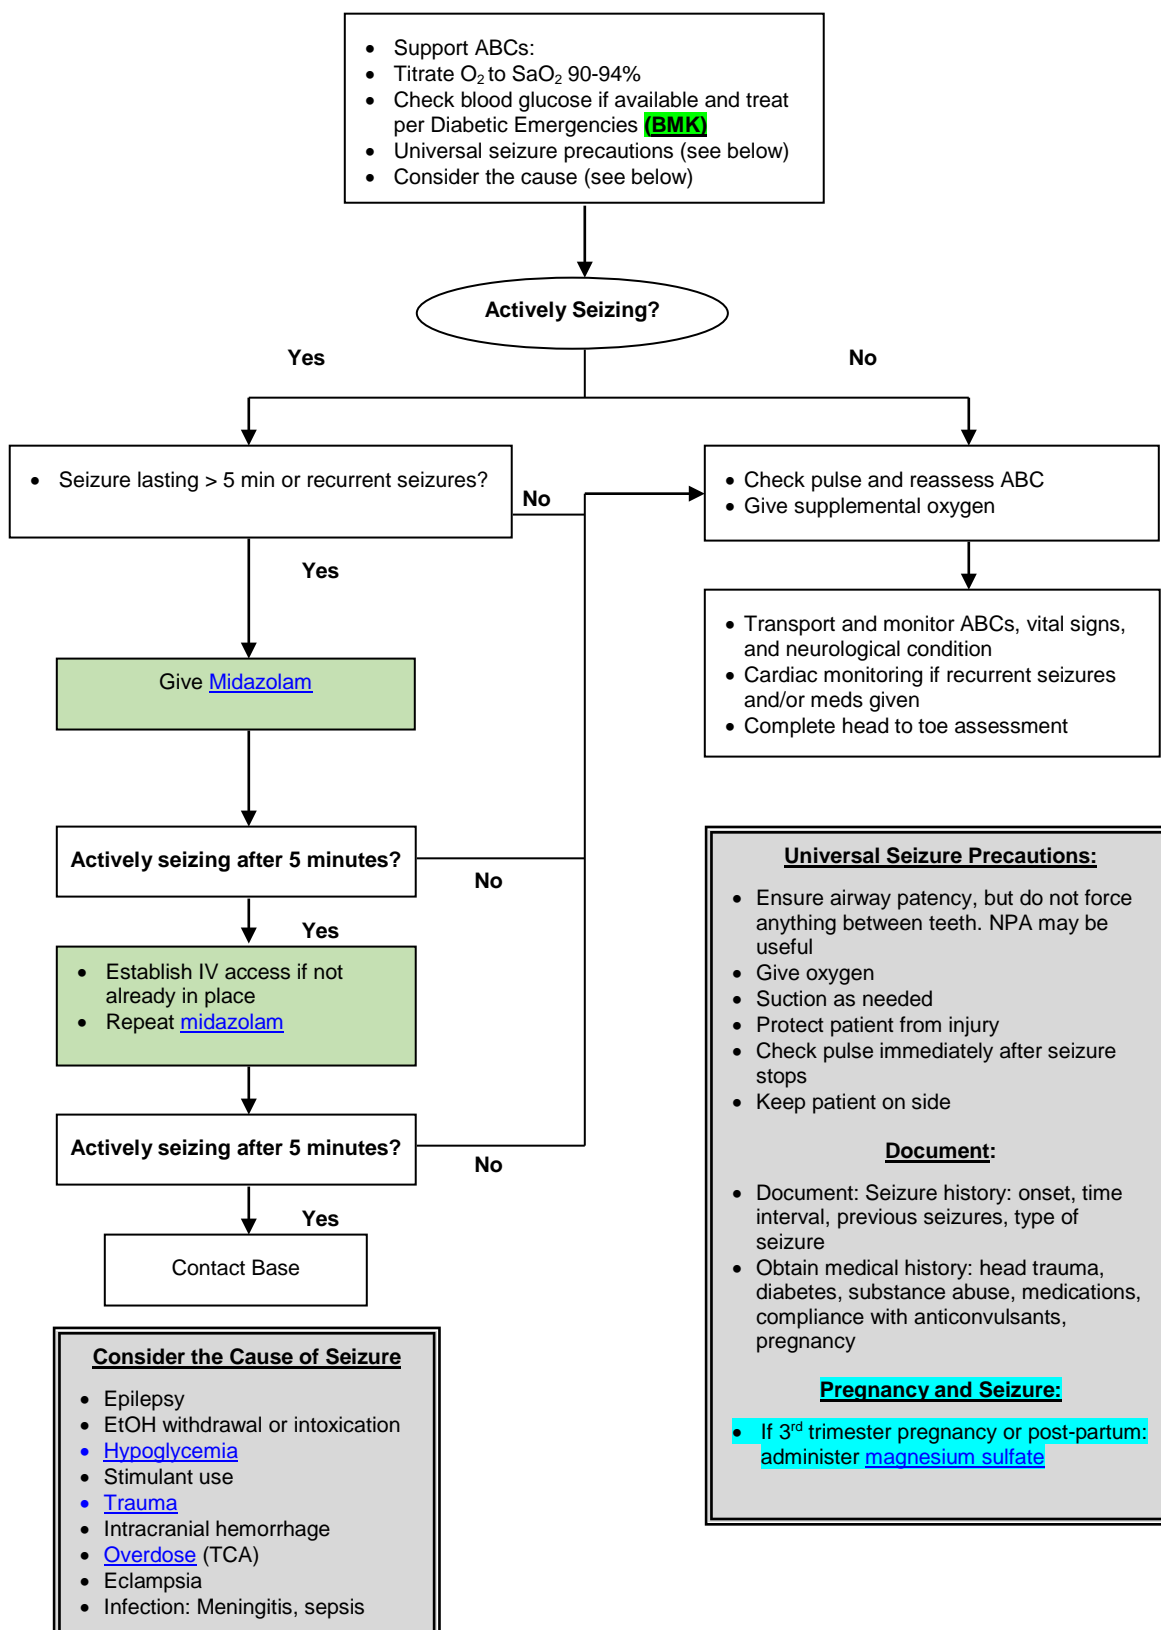 • Support ABCs:
• Titrate O2 to SaO2 90-94%
• Check blood glucose if available and treat
per Diabetic Emergencies (BMK)
• Universal seizure precautions (see below)
• Consider the cause (see below)
Actively Seizing?
Yes
No
• Seizure lasting > 5 min or recurrent seizures?
No
Yes
• Check pulse and reassess ABC
• Give supplemental oxygen
• Transport and monitor ABCs, vital signs,
and neurological condition
• Cardiac monitoring if recurrent seizures
and/or meds given
• Complete head to toe assessment
Give Midazolam
Actively seizing after 5 minutes?
No
Yes
• Establish IV access if not
already in place
• Repeat midazolam
Actively seizing after 5 minutes?
No
Yes
Contact Base
Consider the Cause of Seizure
• Epilepsy
• EtOH withdrawal or intoxication
• Hypoglycemia
• Stimulant use
• Trauma
• Intracranial hemorrhage
• Overdose (TCA)
• Eclampsia
• Infection: Meningitis, sepsis
Universal Seizure Precautions:
• Ensure airway patency, but do not force
anything between teeth. NPA may be
useful
• Give oxygen
• Suction as needed
• Protect patient from injury
• Check pulse immediately after seizure
stops
• Keep patient on side
Document:
• Document: Seizure history: onset, time
interval, previous seizures, type of
seizure
• Obtain medical history: head trauma,
diabetes, substance abuse, medications,
compliance with anticonvulsants,
pregnancy
Pregnancy and Seizure:
• If 3rd trimester pregnancy or post-partum:
administer magnesium sulfate